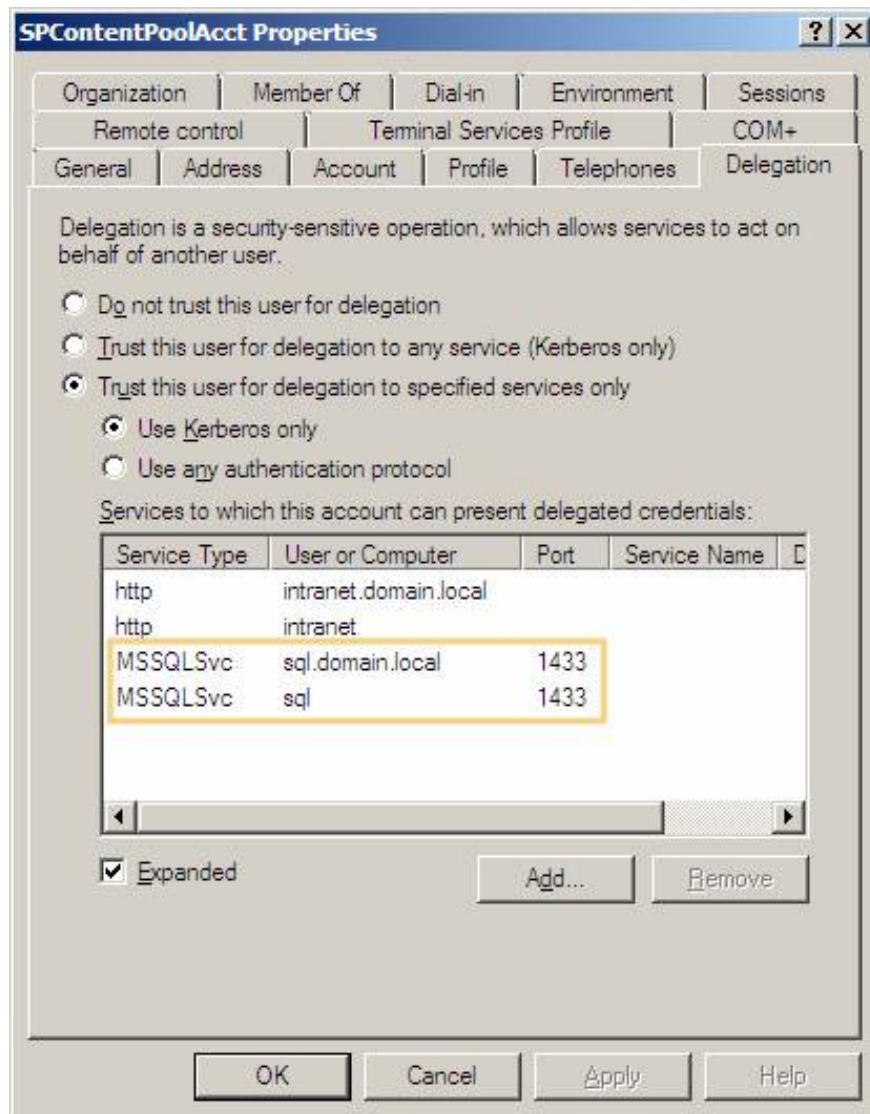 SPContentPoolAcct Properties
Organization Member Of Dial-in Environment Sessions
Remote control Terminal Services Profile COM+
General Address Account Profile Telephones Delegation
Delegation is a security-sensitive operation, which allows services to act on
behalf of another user.
Do not trust this user for delegation
Trust this user for delegation to any service (Kerberos only)
Trust this user for delegation to specified services only
Use Kerberos only
Use any authentication protocol
Services to which this account can present delegated credentials:
Service Type User or Computer Port Service Name D
http intranet.domain.local
http intranet
MSSQLSvc sql.domain.local 1433
MSSQLSvc sql 1433
Expanded Add... Remove
OK Cancel Apply Help